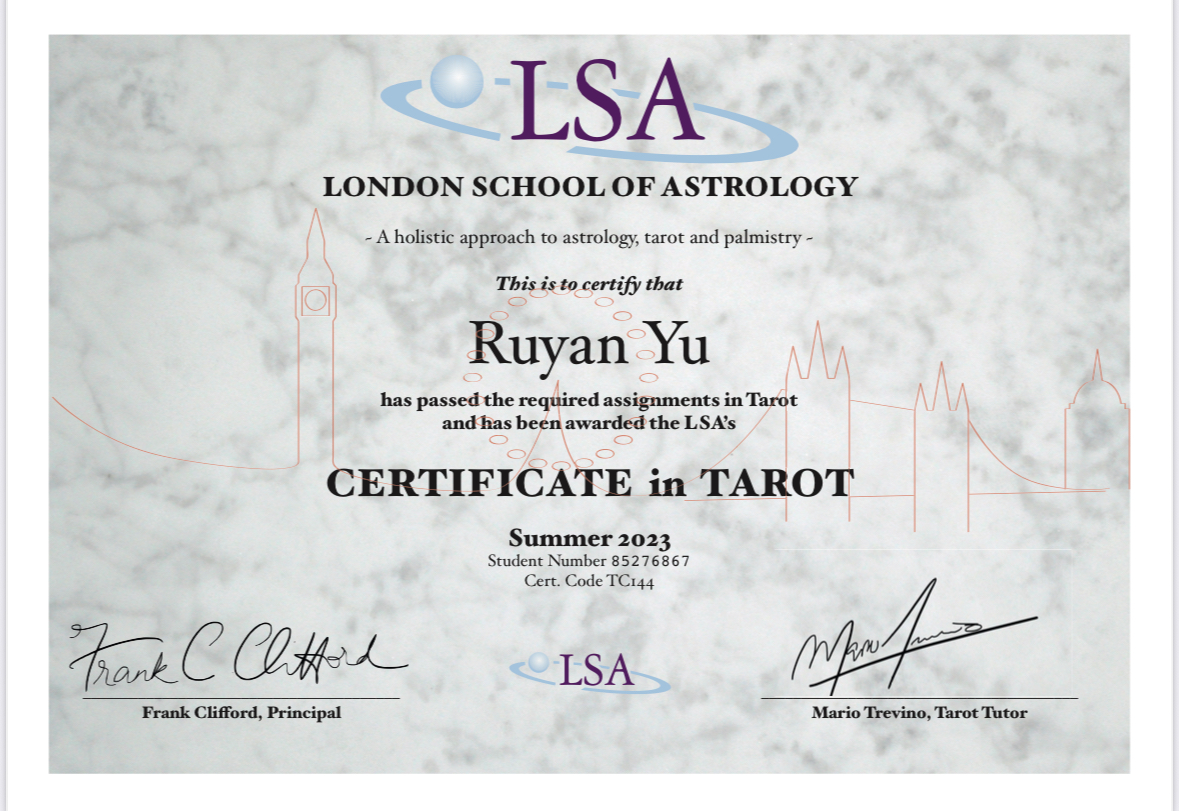 LSA
LONDON SCHOOL OF ASTROLOGY
~ A holistic approach to astrology, tarot and palmistry ~
This is to certify that
Ruyan Yu
has passed the required assignments in Tarot
and has been awarded the LSA's
CERTIFICATE in TAROT
Summer 2023
Student Number 85276867
Cert. Code TC144
Frank C Clifford
Mario Trevino
LSA
Frank Clifford, Principal
Mario Trevino, Tarot Tutor